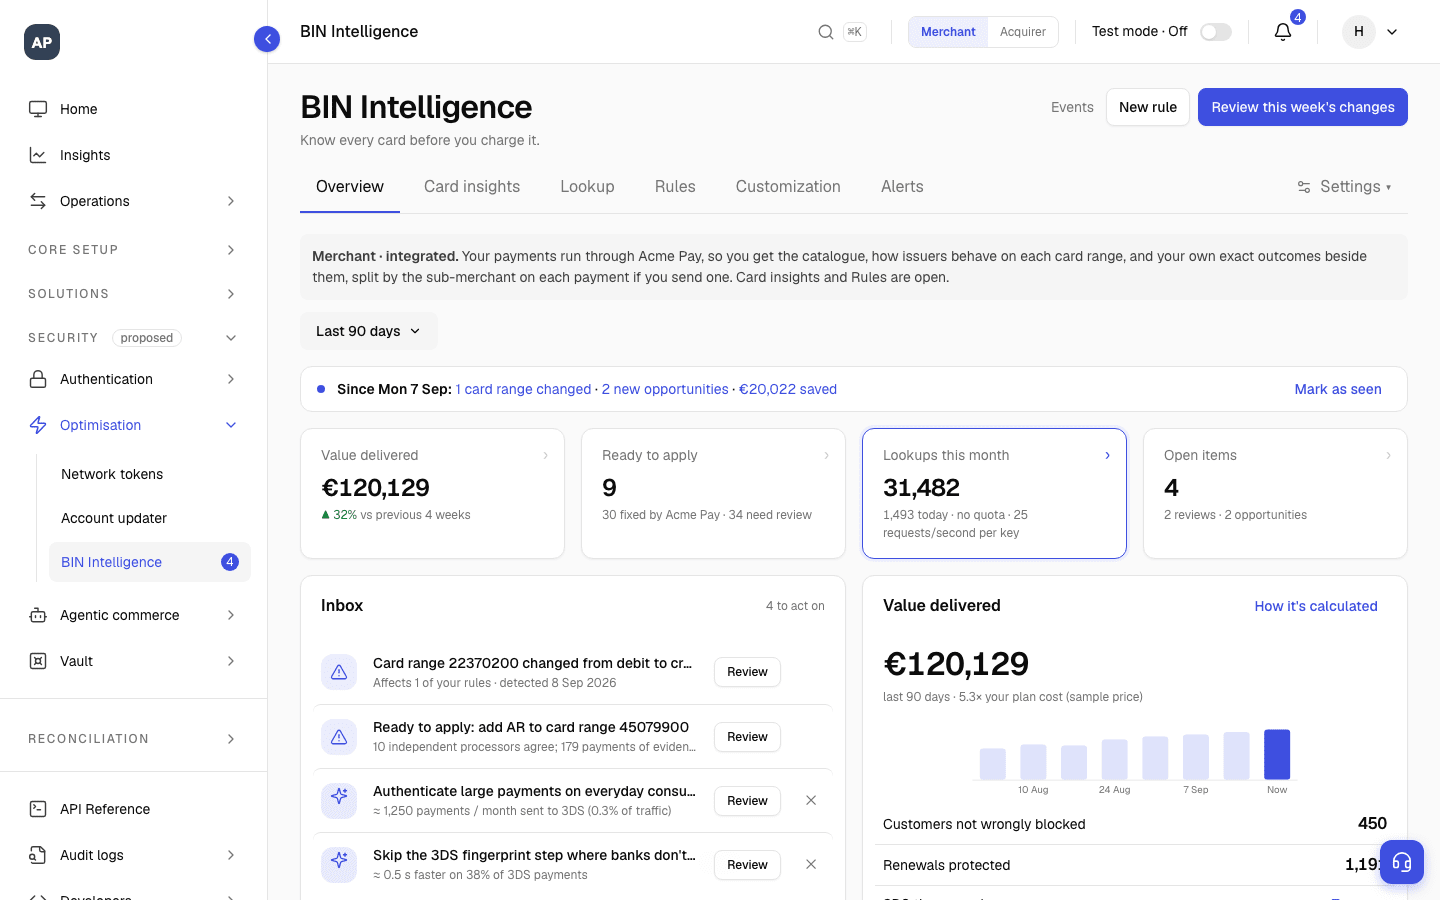 AP
Home
Insights
Operations
CORE SETUP
SOLUTIONS
SECURITY proposed
Authentication
Optimisation
Network tokens
Account updater
BIN Intelligence 4
Agentic commerce
Vault
RECONCILIATION
API Reference
Audit logs
Developers
BIN Intelligence
⌘K
Merchant Acquirer
Test mode · Off
4
H
BIN Intelligence
Know every card before you charge it.
Events New rule Review this week's changes
Overview Card insights Lookup Rules Customization Alerts Settings ▾
Merchant · integrated. Your payments run through Acme Pay, so you get the catalogue, how issuers behave on each card range, and your own exact outcomes beside
them, split by the sub-merchant on each payment if you send one. Card insights and Rules are open.
Last 90 days
Since Mon 7 Sep: 1 card range changed · 2 new opportunities · €20,022 saved Mark as seen
Value delivered ›
€120,129
▲ 32% vs previous 4 weeks
Ready to apply ›
9
30 fixed by Acme Pay · 34 need review
Lookups this month ›
31,482
1,493 today · no quota · 25
requests/second per key
Open items ›
4
2 reviews · 2 opportunities
Inbox 4 to act on
Card range 22370200 changed from debit to cr...
Affects 1 of your rules · detected 8 Sep 2026
Review
Ready to apply: add AR to card range 45079900
10 independent processors agree; 179 payments of eviden...
Review
Authenticate large payments on everyday consu...
≈ 1,250 payments / month sent to 3DS (0.3% of traffic)
Review
Skip the 3DS fingerprint step where banks don't...
≈ 0.5 s faster on 38% of 3DS payments
Review
Value delivered How it's calculated
€120,129
last 90 days · 5.3× your plan cost (sample price)
10 Aug 24 Aug 7 Sep Now
Customers not wrongly blocked 450
Renewals protected